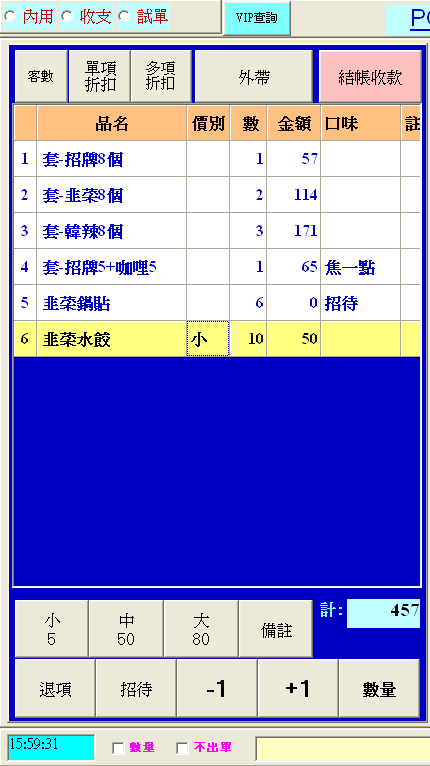 內用 收支 試單 VIP查詢
客數 單項折扣 多項折扣 外帶 結帳收款
品名 價別 數 金額 口味 註
1 套-招牌8個 1 57
2 套-韭菜8個 2 114
3 套-韓辣8個 3 171
4 套-招牌5+咖哩5 1 65 焦一點
5 韭菜鍋貼 6 0 招待
6 韭菜水餃 小 10 50
計: 457
小 中 大 備註
5 50 80
退項 招待 -1 +1 數量
15:59:31 數量 不出單